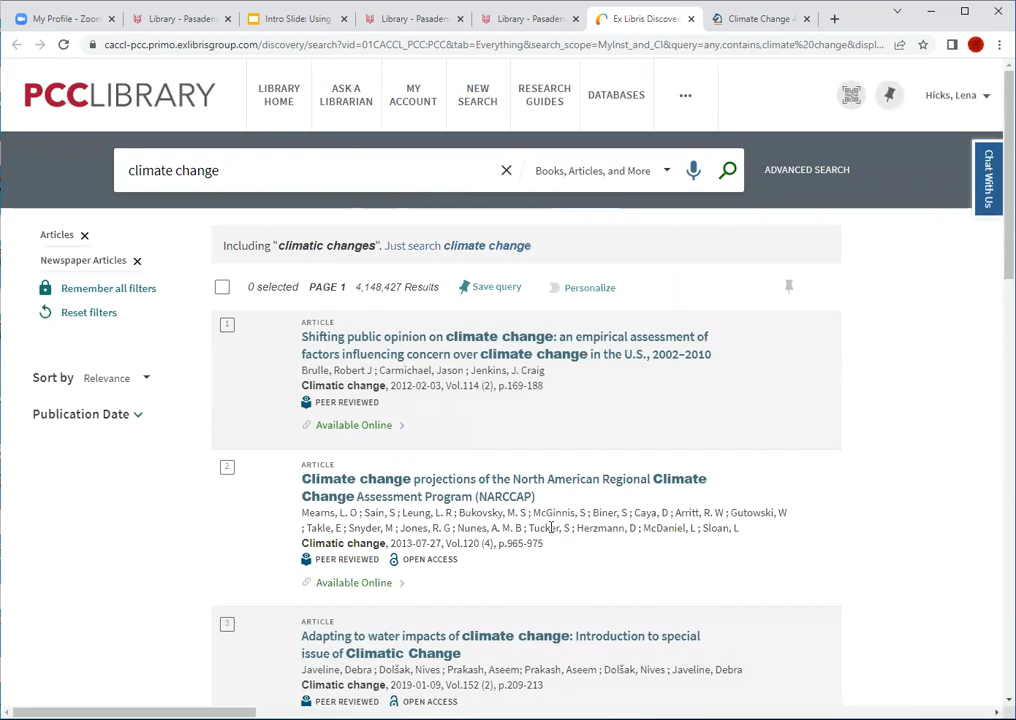 My Profile - Zoom
Library - Pasaden
Intro Slide: Using
Library - Pasaden
Library - Pasaden
Ex Libris Discover
Climate Change A
caccl-pcc.primo.exlibrisgroup.com/discovery/search?vid=01CACCL_PCC:PCC&tab=Everything&search_scope=MyInst_and_CI&query=any,contains,climate%20change&displ...
PCCLIBRARY
LIBRARY HOME
ASK A LIBRARIAN
MY ACCOUNT
NEW SEARCH
RESEARCH GUIDES
DATABASES
...
Hicks, Lena
climate change
Books, Articles, and More
ADVANCED SEARCH
Chat With Us
Articles
Newspaper Articles
Remember all filters
Reset filters
Sort by Relevance
Publication Date
Including "climatic changes". Just search climate change
0 selected PAGE 1 4,148,427 Results Save query Personalize
1
ARTICLE
Shifting public opinion on climate change: an empirical assessment of
factors influencing concern over climate change in the U.S., 2002–2010
Brulle, Robert J ; Carmichael, Jason ; Jenkins, J. Craig
Climatic change, 2012-02-03, Vol.114 (2), p.169-188
PEER REVIEWED
Available Online
2
ARTICLE
Climate change projections of the North American Regional Climate
Change Assessment Program (NARCCAP)
Mearns, L. O ; Sain, S ; Leung, L. R ; Bukovsky, M. S ; McGinnis, S ; Biner, S ; Caya, D ; Arritt, R. W ; Gutowski, W
; Takle, E ; Snyder, M ; Jones, R. G ; Nunes, A. M. B ; Tucker, S ; Herzmann, D ; McDaniel, L ; Sloan, L
Climatic change, 2013-07-27, Vol.120 (4), p.965-975
PEER REVIEWED OPEN ACCESS
Available Online
3
ARTICLE
Adapting to water impacts of climate change: Introduction to special
issue of Climatic Change
Javeline, Debra ; Dolšak, Nives ; Prakash, Aseem; Prakash, Aseem ; Dolšak, Nives ; Javeline, Debra
Climatic change, 2019-01-09, Vol.152 (2), p.209-213
PEER REVIEWED OPEN ACCESS